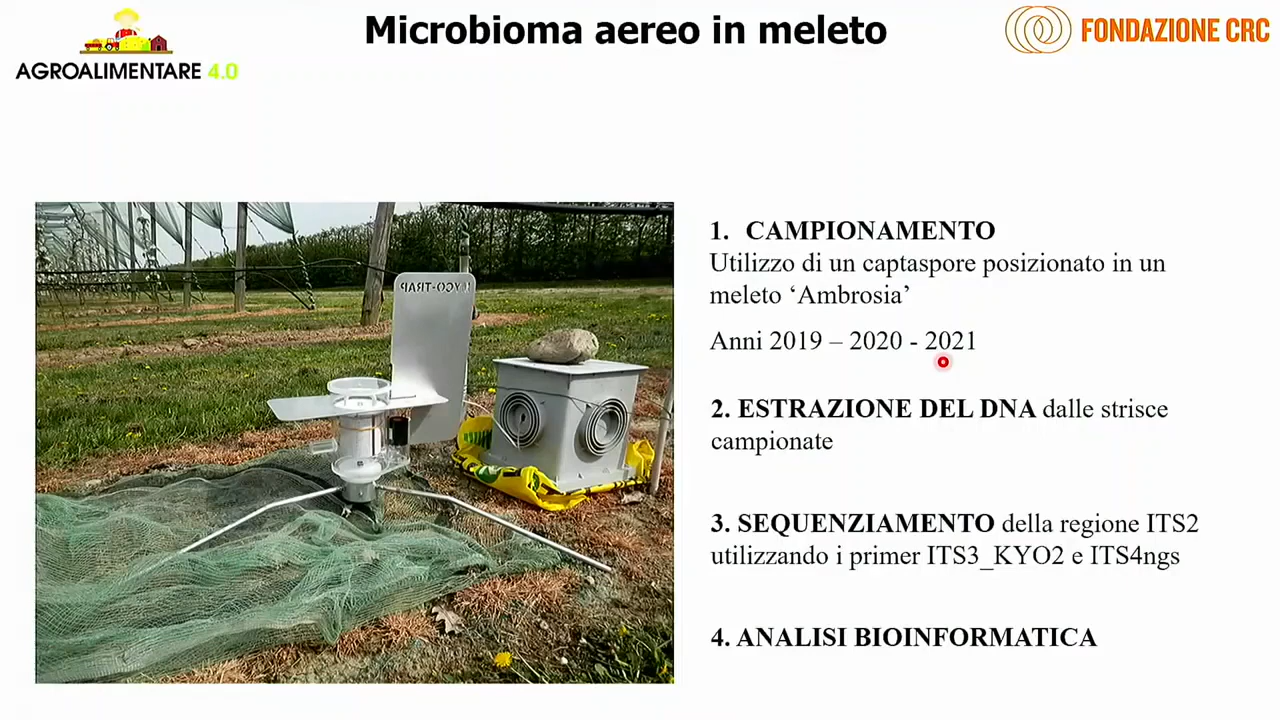 Microbioma aereo in meleto
AGROALIMENTARE 4.0
FONDAZIONE CRC
YCO-TRAP
1. CAMPIONAMENTO
Utilizzo di un captaspore posizionato in un
meleto ‘Ambrosia’
Anni 2019 – 2020 - 2021
2. ESTRAZIONE DEL DNA dalle strisce
campionate
3. SEQUENZIAMENTO della regione ITS2
utilizzando i primer ITS3_KYO2 e ITS4ngs
4. ANALISI BIOINFORMATICA